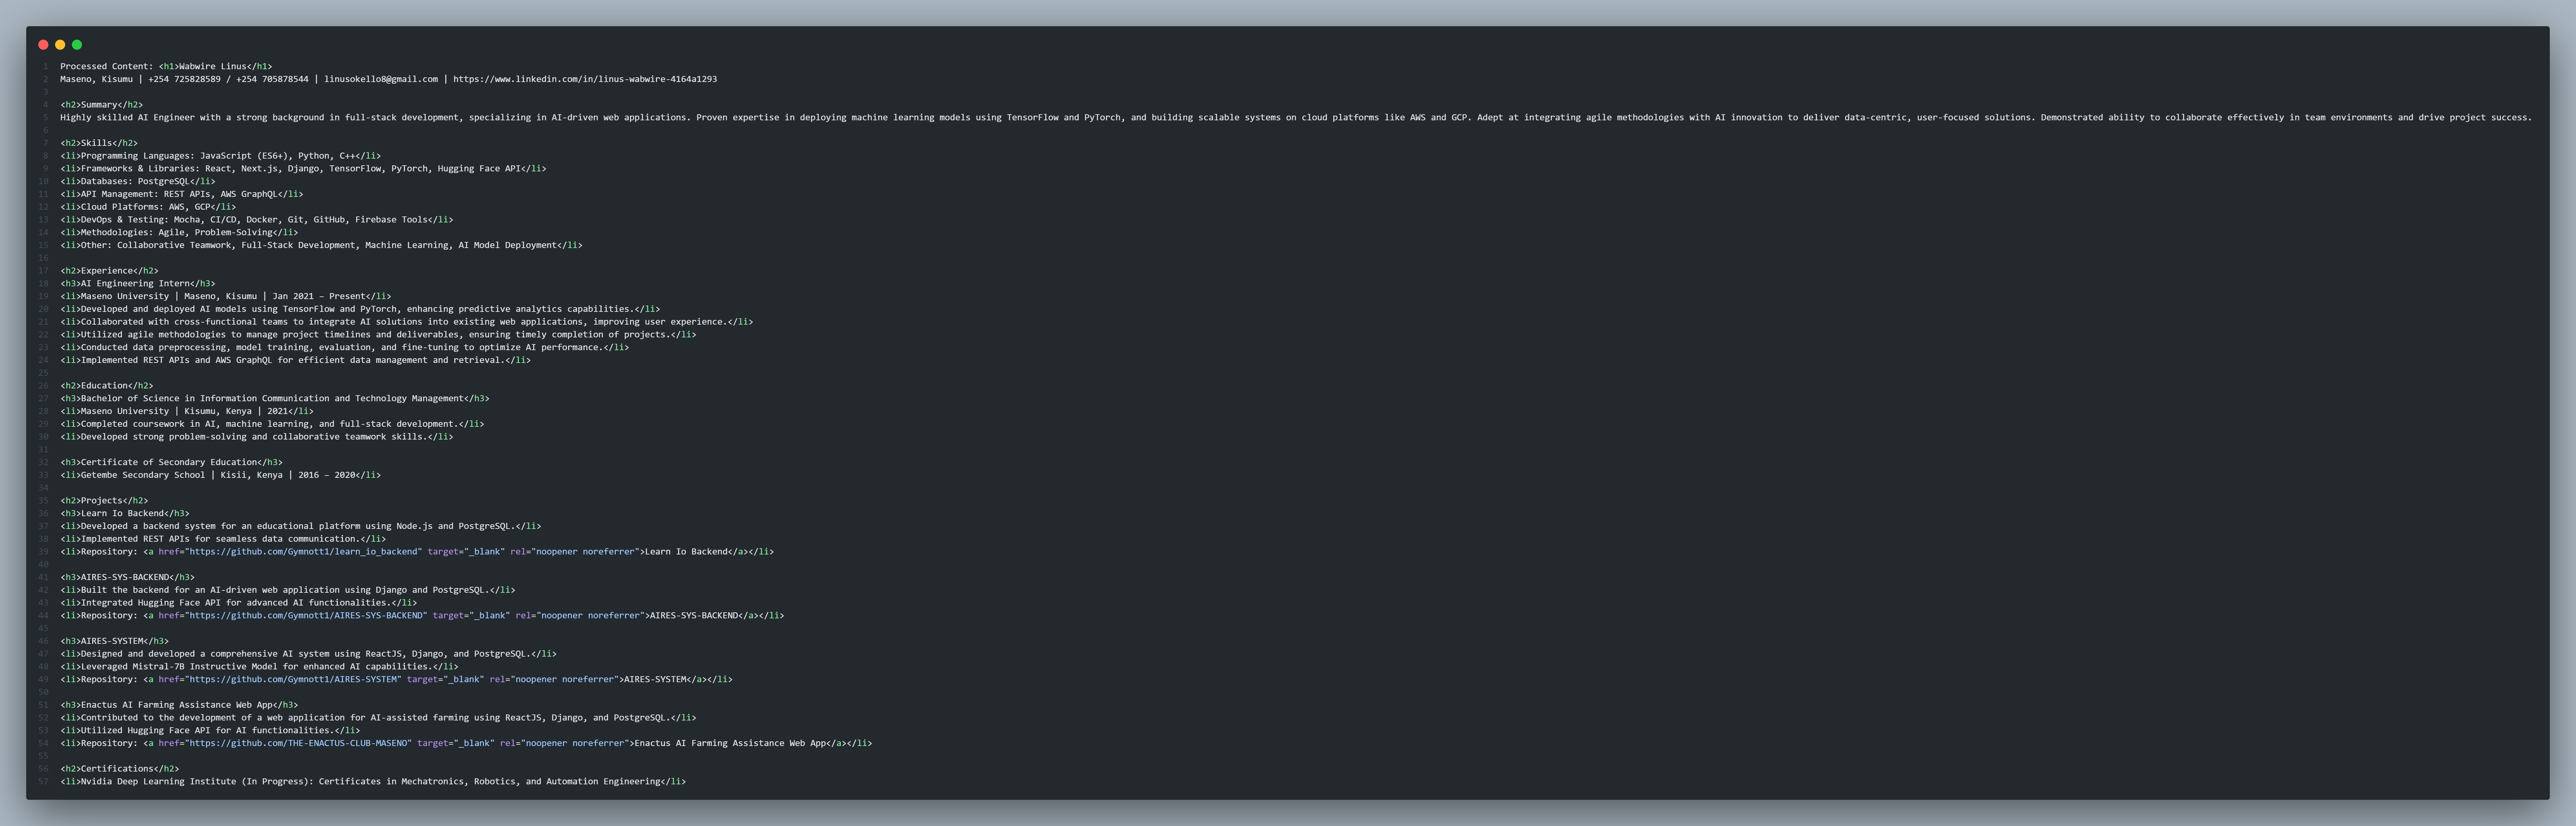 1 Processed Content: <h1>Wabwire Linus</h1>
2 Maseno, Kisumu | +254 725828589 / +254 705878544 | linusokello8@gmail.com | https://www.linkedin.com/in/linus-wabwire-4164a1293
3
4 <h2>Summary</h2>
5 Highly skilled AI Engineer with a strong background in full-stack development, specializing in AI-driven web applications. Proven expertise in deploying machine learning models using TensorFlow and PyTorch, and building scalable systems on cloud platforms like AWS and GCP. Adept at integrating agile methodologies with AI innovation to deliver data-centric, user-focused solutions. Demonstrated ability to collaborate effectively in team environments and drive project success.
6
7 <h2>Skills</h2>
8 <li>Programming Languages: JavaScript (ES6+), Python, C++</li>
9 <li>Frameworks & Libraries: React, Next.js, Django, TensorFlow, PyTorch, Hugging Face API</li>
10 <li>Databases: PostgreSQL</li>
11 <li>API Management: REST APIs, AWS GraphQL</li>
12 <li>Cloud Platforms: AWS, GCP</li>
13 <li>DevOps & Testing: Mocha, CI/CD, Docker, Git, GitHub, Firebase Tools</li>
14 <li>Methodologies: Agile, Problem-Solving</li>
15 <li>Other: Collaborative Teamwork, Full-Stack Development, Machine Learning, AI Model Deployment</li>
16
17 <h2>Experience</h2>
18 <h3>AI Engineering Intern</h3>
19 <li>Maseno University | Maseno, Kisumu | Jan 2021 – Present</li>
20 <li>Developed and deployed AI models using TensorFlow and PyTorch, enhancing predictive analytics capabilities.</li>
21 <li>Collaborated with cross-functional teams to integrate AI solutions into existing web applications, improving user experience.</li>
22 <li>Utilized agile methodologies to manage project timelines and deliverables, ensuring timely completion of projects.</li>
23 <li>Conducted data preprocessing, model training, evaluation, and fine-tuning to optimize AI performance.</li>
24 <li>Implemented REST APIs and AWS GraphQL for efficient data management and retrieval.</li>
25
26 <h2>Education</h2>
27 <h3>Bachelor of Science in Information Communication and Technology Management</h3>
28 <li>Maseno University | Kisumu, Kenya | 2021</li>
29 <li>Completed coursework in AI, machine learning, and full-stack development.</li>
30 <li>Developed strong problem-solving and collaborative teamwork skills.</li>
31
32 <h3>Certificate of Secondary Education</h3>
33 <li>Getembe Secondary School | Kisii, Kenya | 2016 – 2020</li>
34
35 <h2>Projects</h2>
36 <h3>Learn Io Backend</h3>
37 <li>Developed a backend system for an educational platform using Node.js and PostgreSQL.</li>
38 <li>Implemented REST APIs for seamless data communication.</li>
39 <li>Repository: <a href="https://github.com/Gymnott1/learn_io_backend" target="_blank" rel="noopener noreferrer">Learn Io Backend</a></li>
40
41 <h3>AIRES-SYS-BACKEND</h3>
42 <li>Built the backend for an AI-driven web application using Django and PostgreSQL.</li>
43 <li>Integrated Hugging Face API for advanced AI functionalities.</li>
44 <li>Repository: <a href="https://github.com/Gymnott1/AIRES-SYS-BACKEND" target="_blank" rel="noopener noreferrer">AIRES-SYS-BACKEND</a></li>
45
46 <h3>AIRES-SYSTEM</h3>
47 <li>Designed and developed a comprehensive AI system using ReactJS, Django, and PostgreSQL.</li>
48 <li>Leveraged Mistral-7B Instructive Model for enhanced AI capabilities.</li>
49 <li>Repository: <a href="https://github.com/Gymnott1/AIRES-SYSTEM" target="_blank" rel="noopener noreferrer">AIRES-SYSTEM</a></li>
50
51 <h3>Enactus AI Farming Assistance Web App</h3>
52 <li>Contributed to the development of a web application for AI-assisted farming using ReactJS, Django, and PostgreSQL.</li>
53 <li>Utilized Hugging Face API for AI functionalities.</li>
54 <li>Repository: <a href="https://github.com/THE-ENACTUS-CLUB-MASENO" target="_blank" rel="noopener noreferrer">Enactus AI Farming Assistance Web App</a></li>
55
56 <h2>Certifications</h2>
57 <li>Nvidia Deep Learning Institute (In Progress): Certificates in Mechatronics, Robotics, and Automation Engineering</li>